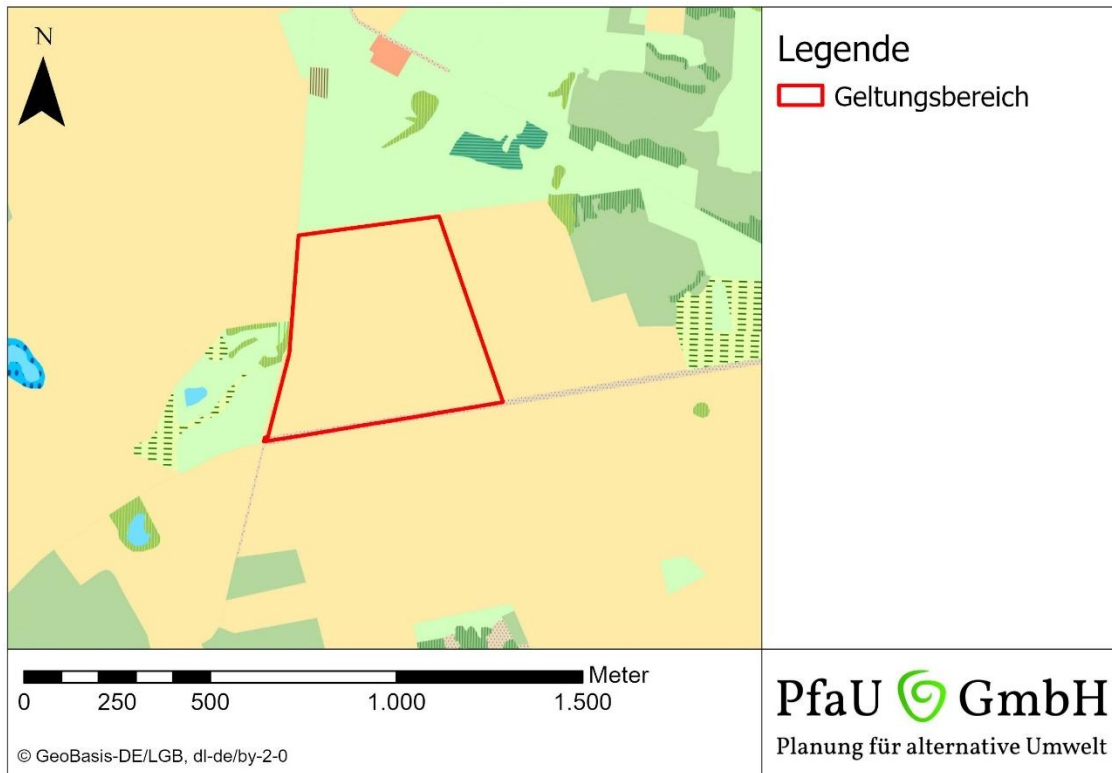 N
Legende
Geltungsbereich
Meter
0 250 500 1.000 1.500
© GeoBasis-DE/LGB, dl-de/by-2-0
PfaU GmbH
Planung für alternative Umwelt